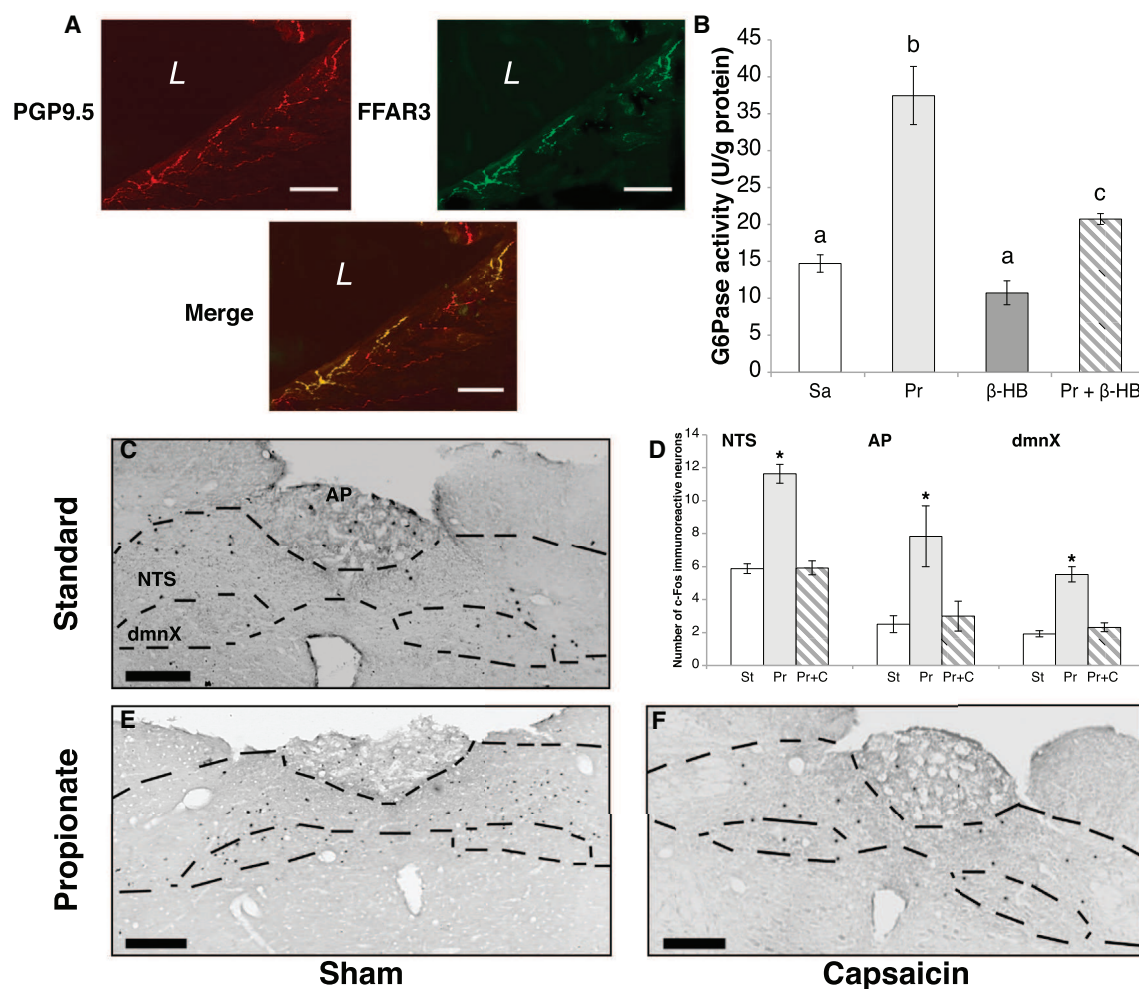 A
L
PGP9.5
L
FFAR3
L
Merge
B
G6Pase activity (U/g protein)
45
40
35
30
25
20
15
10
5
0
a
b
a
c
Sa Pr β-HB Pr + β-HB
Standard
C
AP
NTS
dmnX
D
Number of c-Fos immunoreactive neurons
14
12
10
8
6
4
2
0
NTS AP dmnX
*
*
*
St Pr Pr+C St Pr Pr+C St Pr Pr+C
Propionate
E
F
Sham
Capsaicin